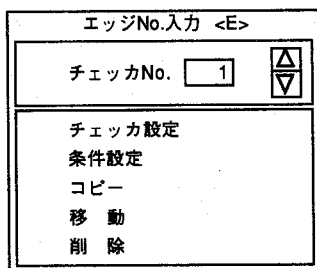 エッジNo.入力 <E>
チェッカNo. 1
チェッカ設定
条件設定
コピー
移 動
削 除